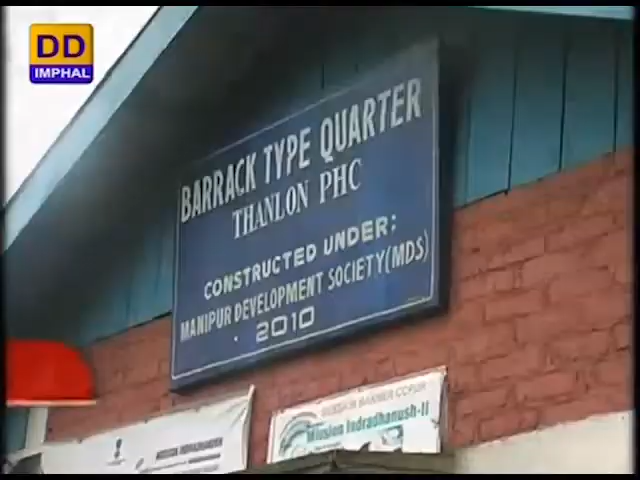 DD
IMPHAL
BARRACK TYPE QUARTER
THANLON PHC
CONSTRUCTED UNDER:
MANIPUR DEVELOPMENT SOCIETY(MDS)
2010
Mission Indradhanush-II